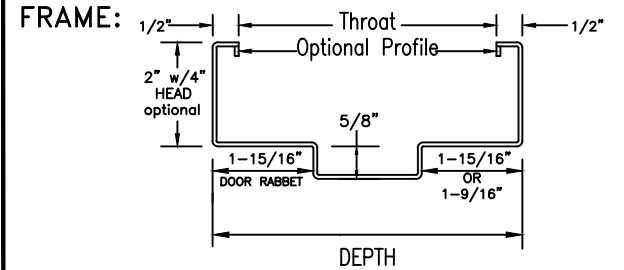 FRAME:
1/2" Throat 1/2"
Optional Profile
2" w/4"
HEAD
optional
5/8"
1-15/16" 1-15/16"
DOOR RABBET OR
1-9/16"
DEPTH